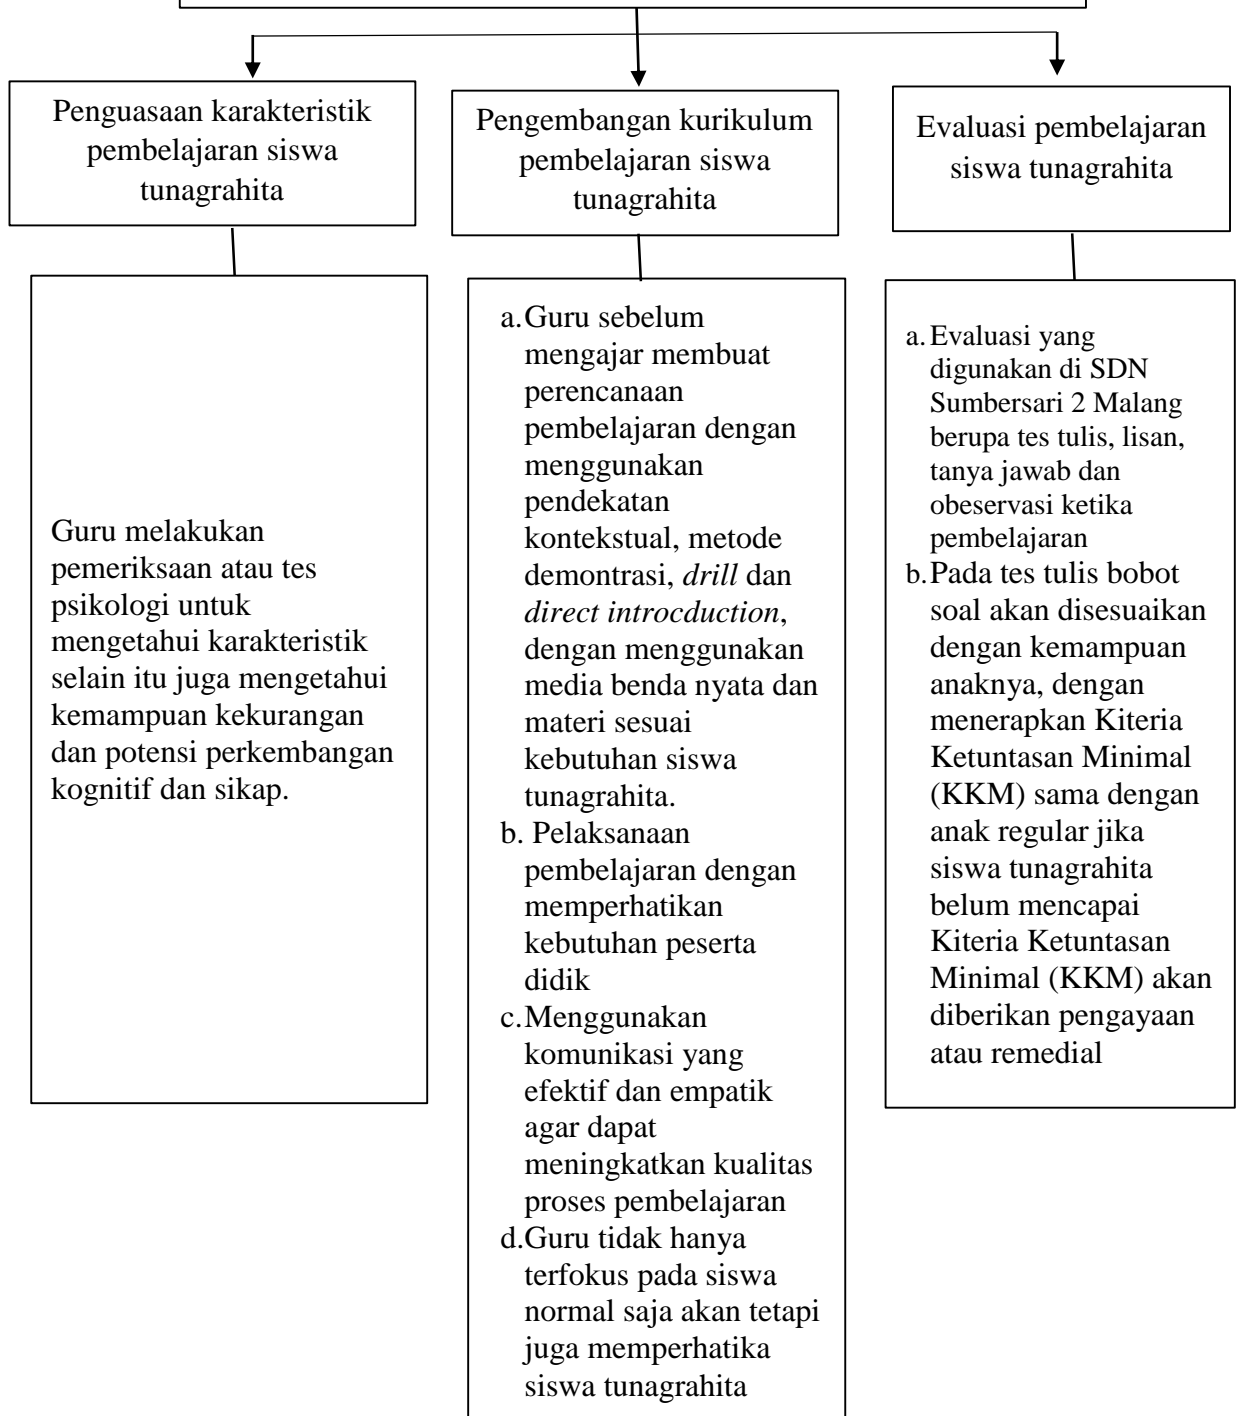 Penguasaan karakteristik
pembelajaran siswa
tunagrahita
Pengembangan kurikulum
pembelajaran siswa
tunagrahita
Evaluasi pembelajaran
siswa tunagrahita
Guru melakukan
pemeriksaan atau tes
psikologi untuk
mengetahui karakteristik
selain itu juga mengetahui
kemampuan kekurangan
dan potensi perkembangan
kognitif dan sikap.
a. Guru sebelum
mengajar membuat
perencanaan
pembelajaran dengan
menggunakan
pendekatan
kontekstual, metode
demontrasi, drill dan
direct introcduction,
dengan menggunakan
media benda nyata dan
materi sesuai
kebutuhan siswa
tunagrahita.
b. Pelaksanaan
pembelajaran dengan
memperhatikan
kebutuhan peserta
didik
c. Menggunakan
komunikasi yang
efektif dan empatik
agar dapat
meningkatkan kualitas
proses pembelajaran
d. Guru tidak hanya
terfokus pada siswa
normal saja akan tetapi
juga memperhatika
siswa tunagrahita
a. Evaluasi yang
digunakan di SDN
Sumbersari 2 Malang
berupa tes tulis, lisan,
tanya jawab dan
obeservasi ketika
pembelajaran
b. Pada tes tulis bobot
soal akan disesuaikan
dengan kemampuan
anaknya, dengan
menerapkan Kiteria
Ketuntasan Minimal
(KKM) sama dengan
anak regular jika
siswa tunagrahita
belum mencapai
Kiteria Ketuntasan
Minimal (KKM) akan
diberikan pengayaan
atau remedial